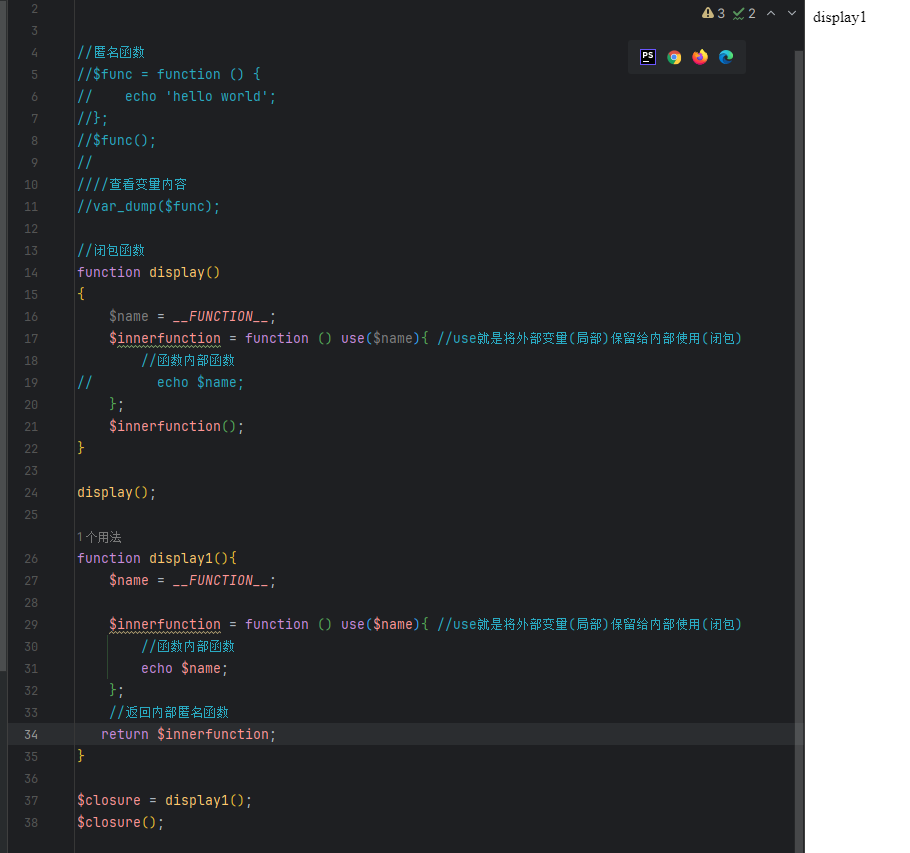 3 2
display1
2
3
4 //匿名函数
5 //$func = function () {
6 //    echo 'hello world';
7 //};
8 //$func();
9 //
10 ////查看变量内容
11 //var_dump($func);
12
13 //闭包函数
14 function display()
15 {
16     $name = __FUNCTION__;
17     $innerfunction = function () use($name){ //use就是将外部变量(局部)保留给内部使用(闭包)
18         //函数内部函数
19 //        echo $name;
20     };
21     $innerfunction();
22 }
23
24 display();
25
1个用法
26 function display1(){
27     $name = __FUNCTION__;
28
29     $innerfunction = function () use($name){ //use就是将外部变量(局部)保留给内部使用(闭包)
30         //函数内部函数
31         echo $name;
32     };
33     //返回内部匿名函数
34    return $innerfunction;
35 }
36
37 $closure = display1();
38 $closure();
PS